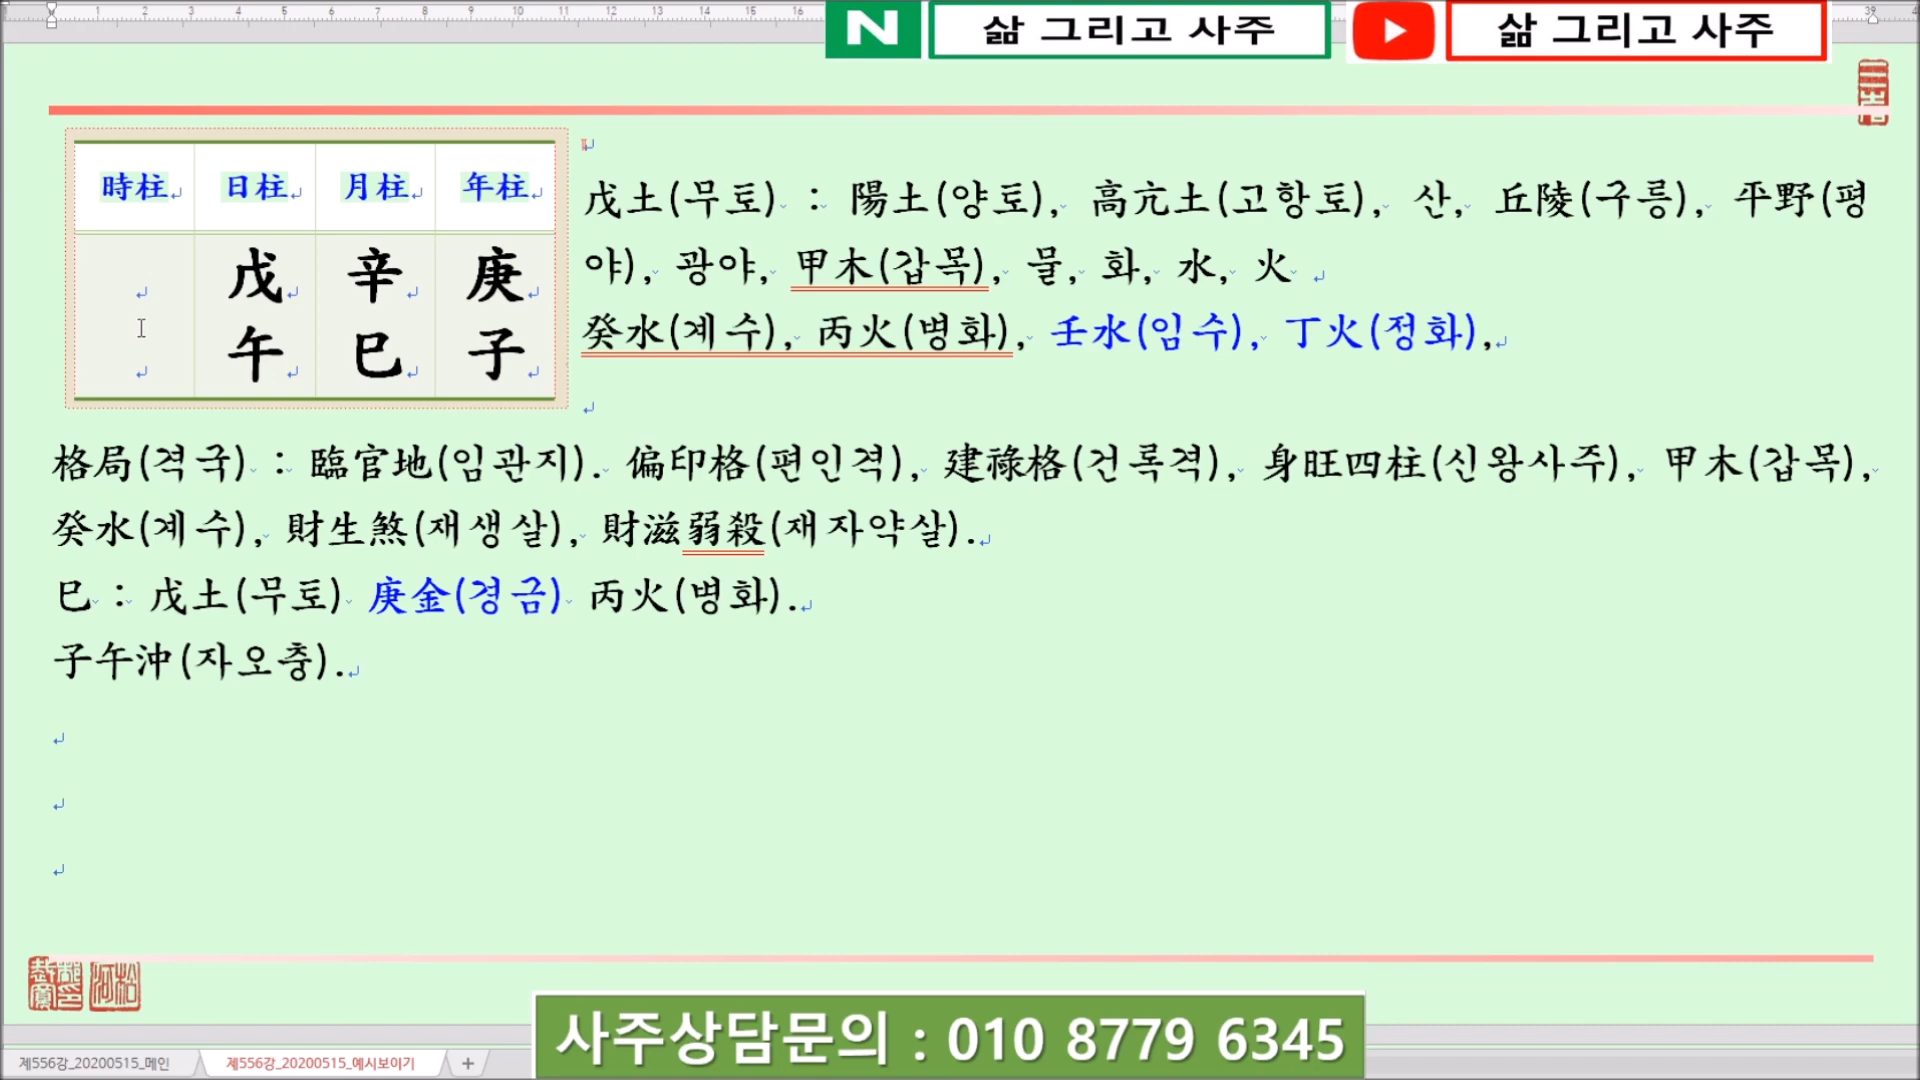 N 삶 그리고 사주 삶 그리고 사주
時柱 日柱 月柱 年柱
戊 辛 庚
午 巳 子
戊土(무토) : 陽土(양토), 高亢土(고항토), 산, 丘陵(구릉), 平野(평
야), 광야, 甲木(갑목), 물, 화, 水, 火
癸水(계수), 丙火(병화), 壬水(임수), 丁火(정화),
格局(격국) : 臨官地(임관지). 偏印格(편인격), 建祿格(건록격), 身旺四柱(신왕사주), 甲木(갑목),
癸水(계수), 財生煞(재생살), 財滋弱殺(재자약살).
巳 : 戊土(무토) 庚金(경금) 丙火(병화).
子午沖(자오충).
사주상담문의 : 010 8779 6345
제556강_20200515_메인 제556강_20200515_예시보이기 +